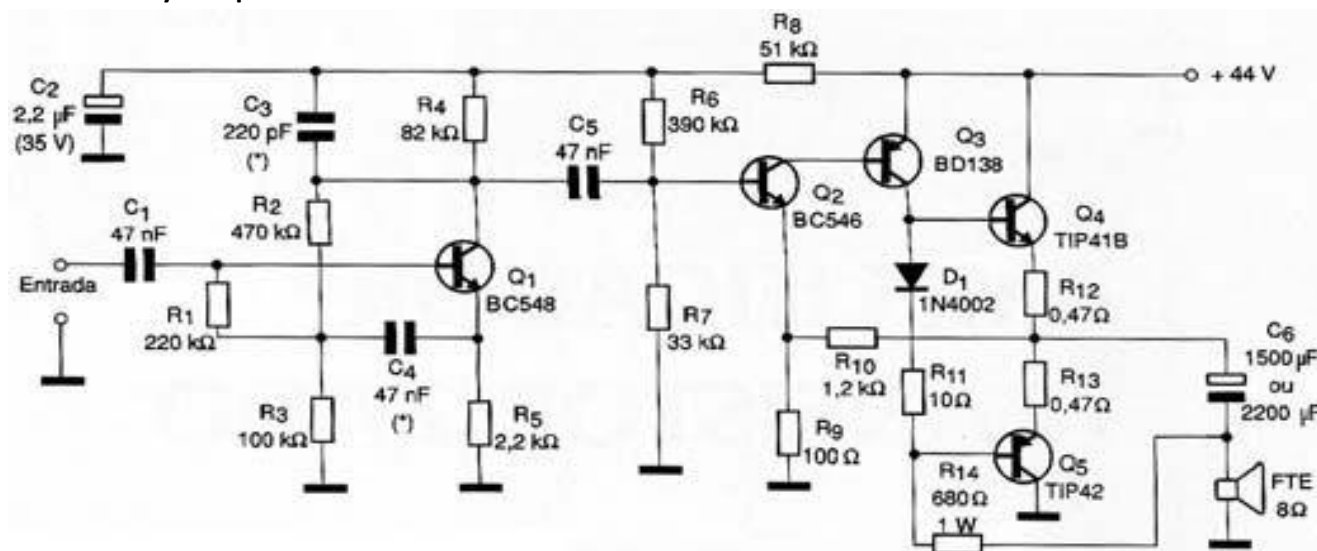 R8
51 kΩ
+ 44 V
C2
2,2 µF
(35 V)
C3
220 pF
(*)
R4
82 kΩ
C5
47 nF
R6
390 kΩ
Q3
BD138
Q2
BC546
Q4
TIP41B
C1
47 nF
R2
470 kΩ
Entrada
Q1
BC548
R1
220 kΩ
R7
33 kΩ
D1
1N4002
R12
0,47Ω
C4
47 nF
(*)
R10
1,2 kΩ
R11
10Ω
R13
0,47Ω
C6
1500 µF
ou
2200 µF
R3
100 kΩ
R5
2,2 kΩ
R9
100 Ω
R14
680Ω
1 W
Q5
TIP42
FTE
8Ω